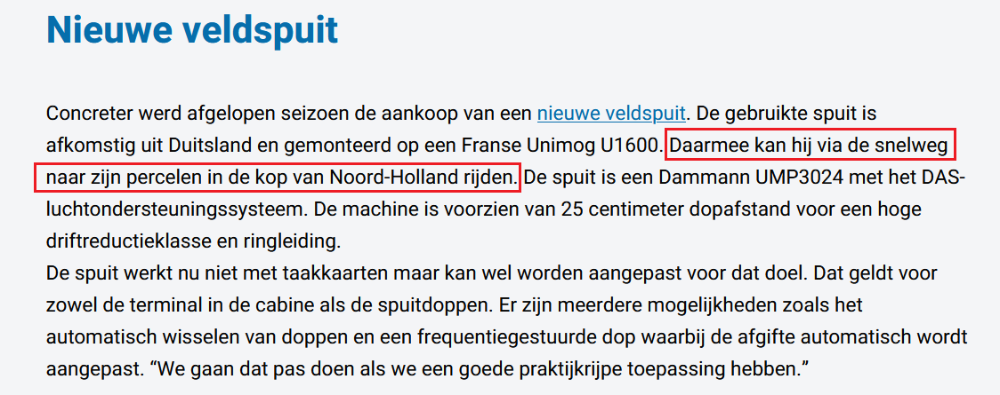 Nieuwe veldspuit
Concreter werd afgelopen seizoen de aankoop van een nieuwe veldspuit. De gebruikte spuit is
afkomstig uit Duitsland en gemonteerd op een Franse Unimog U1600. Daarmee kan hij via de snelweg
naar zijn percelen in de kop van Noord-Holland rijden. De spuit is een Dammann UMP3024 met het DAS-
luchtondersteuningssysteem. De machine is voorzien van 25 centimeter dopafstand voor een hoge
driftreductieklasse en ringleiding.
De spuit werkt nu niet met taakkaarten maar kan wel worden aangepast voor dat doel. Dat geldt voor
zowel de terminal in de cabine als de spuitdoppen. Er zijn meerdere mogelijkheden zoals het
automatisch wisselen van doppen en een frequentiegestuurde dop waarbij de afgifte automatisch wordt
aangepast. “We gaan dat pas doen als we een goede praktijkrijpe toepassing hebben.”